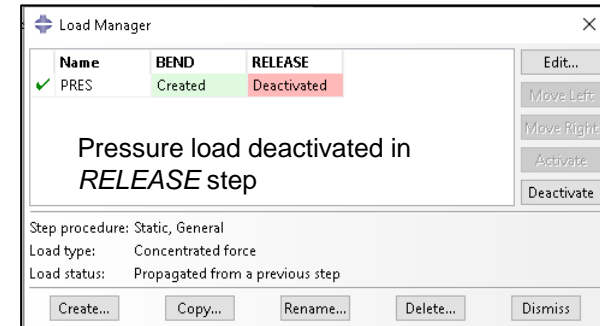 Load Manager
Name BEND RELEASE Edit...
PRES Created Deactivated
Move Left
Move Right
Pressure load deactivated in
RELEASE step
Activate
Deactivate
Step procedure: Static, General
Load type: Concentrated force
Load status: Propagated from a previous step
Create... Copy... Rename... Delete... Dismiss